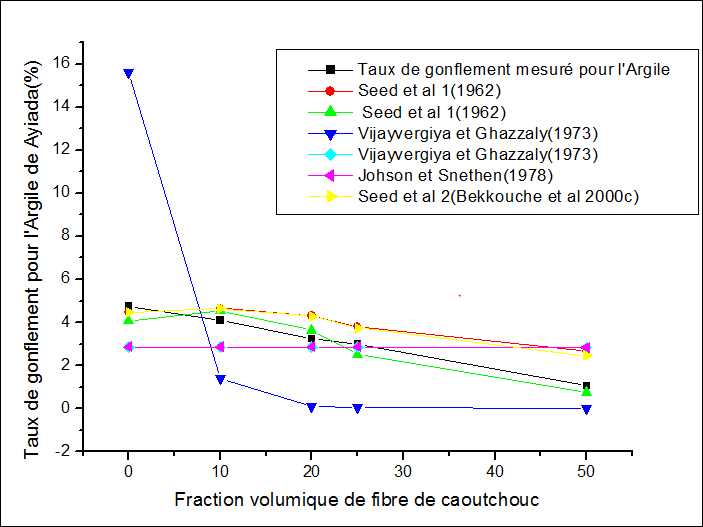 Taux de gonflement pour l'Argile de Ayiada(%)
16
14
12
10
8
6
4
2
0
-2
Taux de gonflement mesuré pour l'Argile
Seed et al 1(1962)
Seed et al 1(1962)
Vijayvergiya et Ghazzaly(1973)
Vijayvergiya et Ghazzaly(1973)
Johson et Snethen(1978)
Seed et al 2(Bekkouche et al 2000c)
0 10 20 30 40 50
Fraction volumique de fibre de caoutchouc